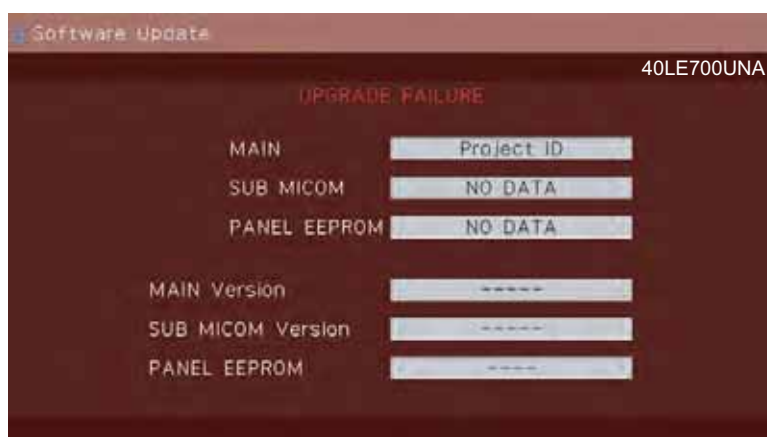 Software Update
40LE700UNA
UPGRADE FAILURE
MAIN Project ID
SUB MICOM NO DATA
PANEL EEPROM NO DATA
MAIN Version -----
SUB MICOM Version -----
PANEL EEPROM ----